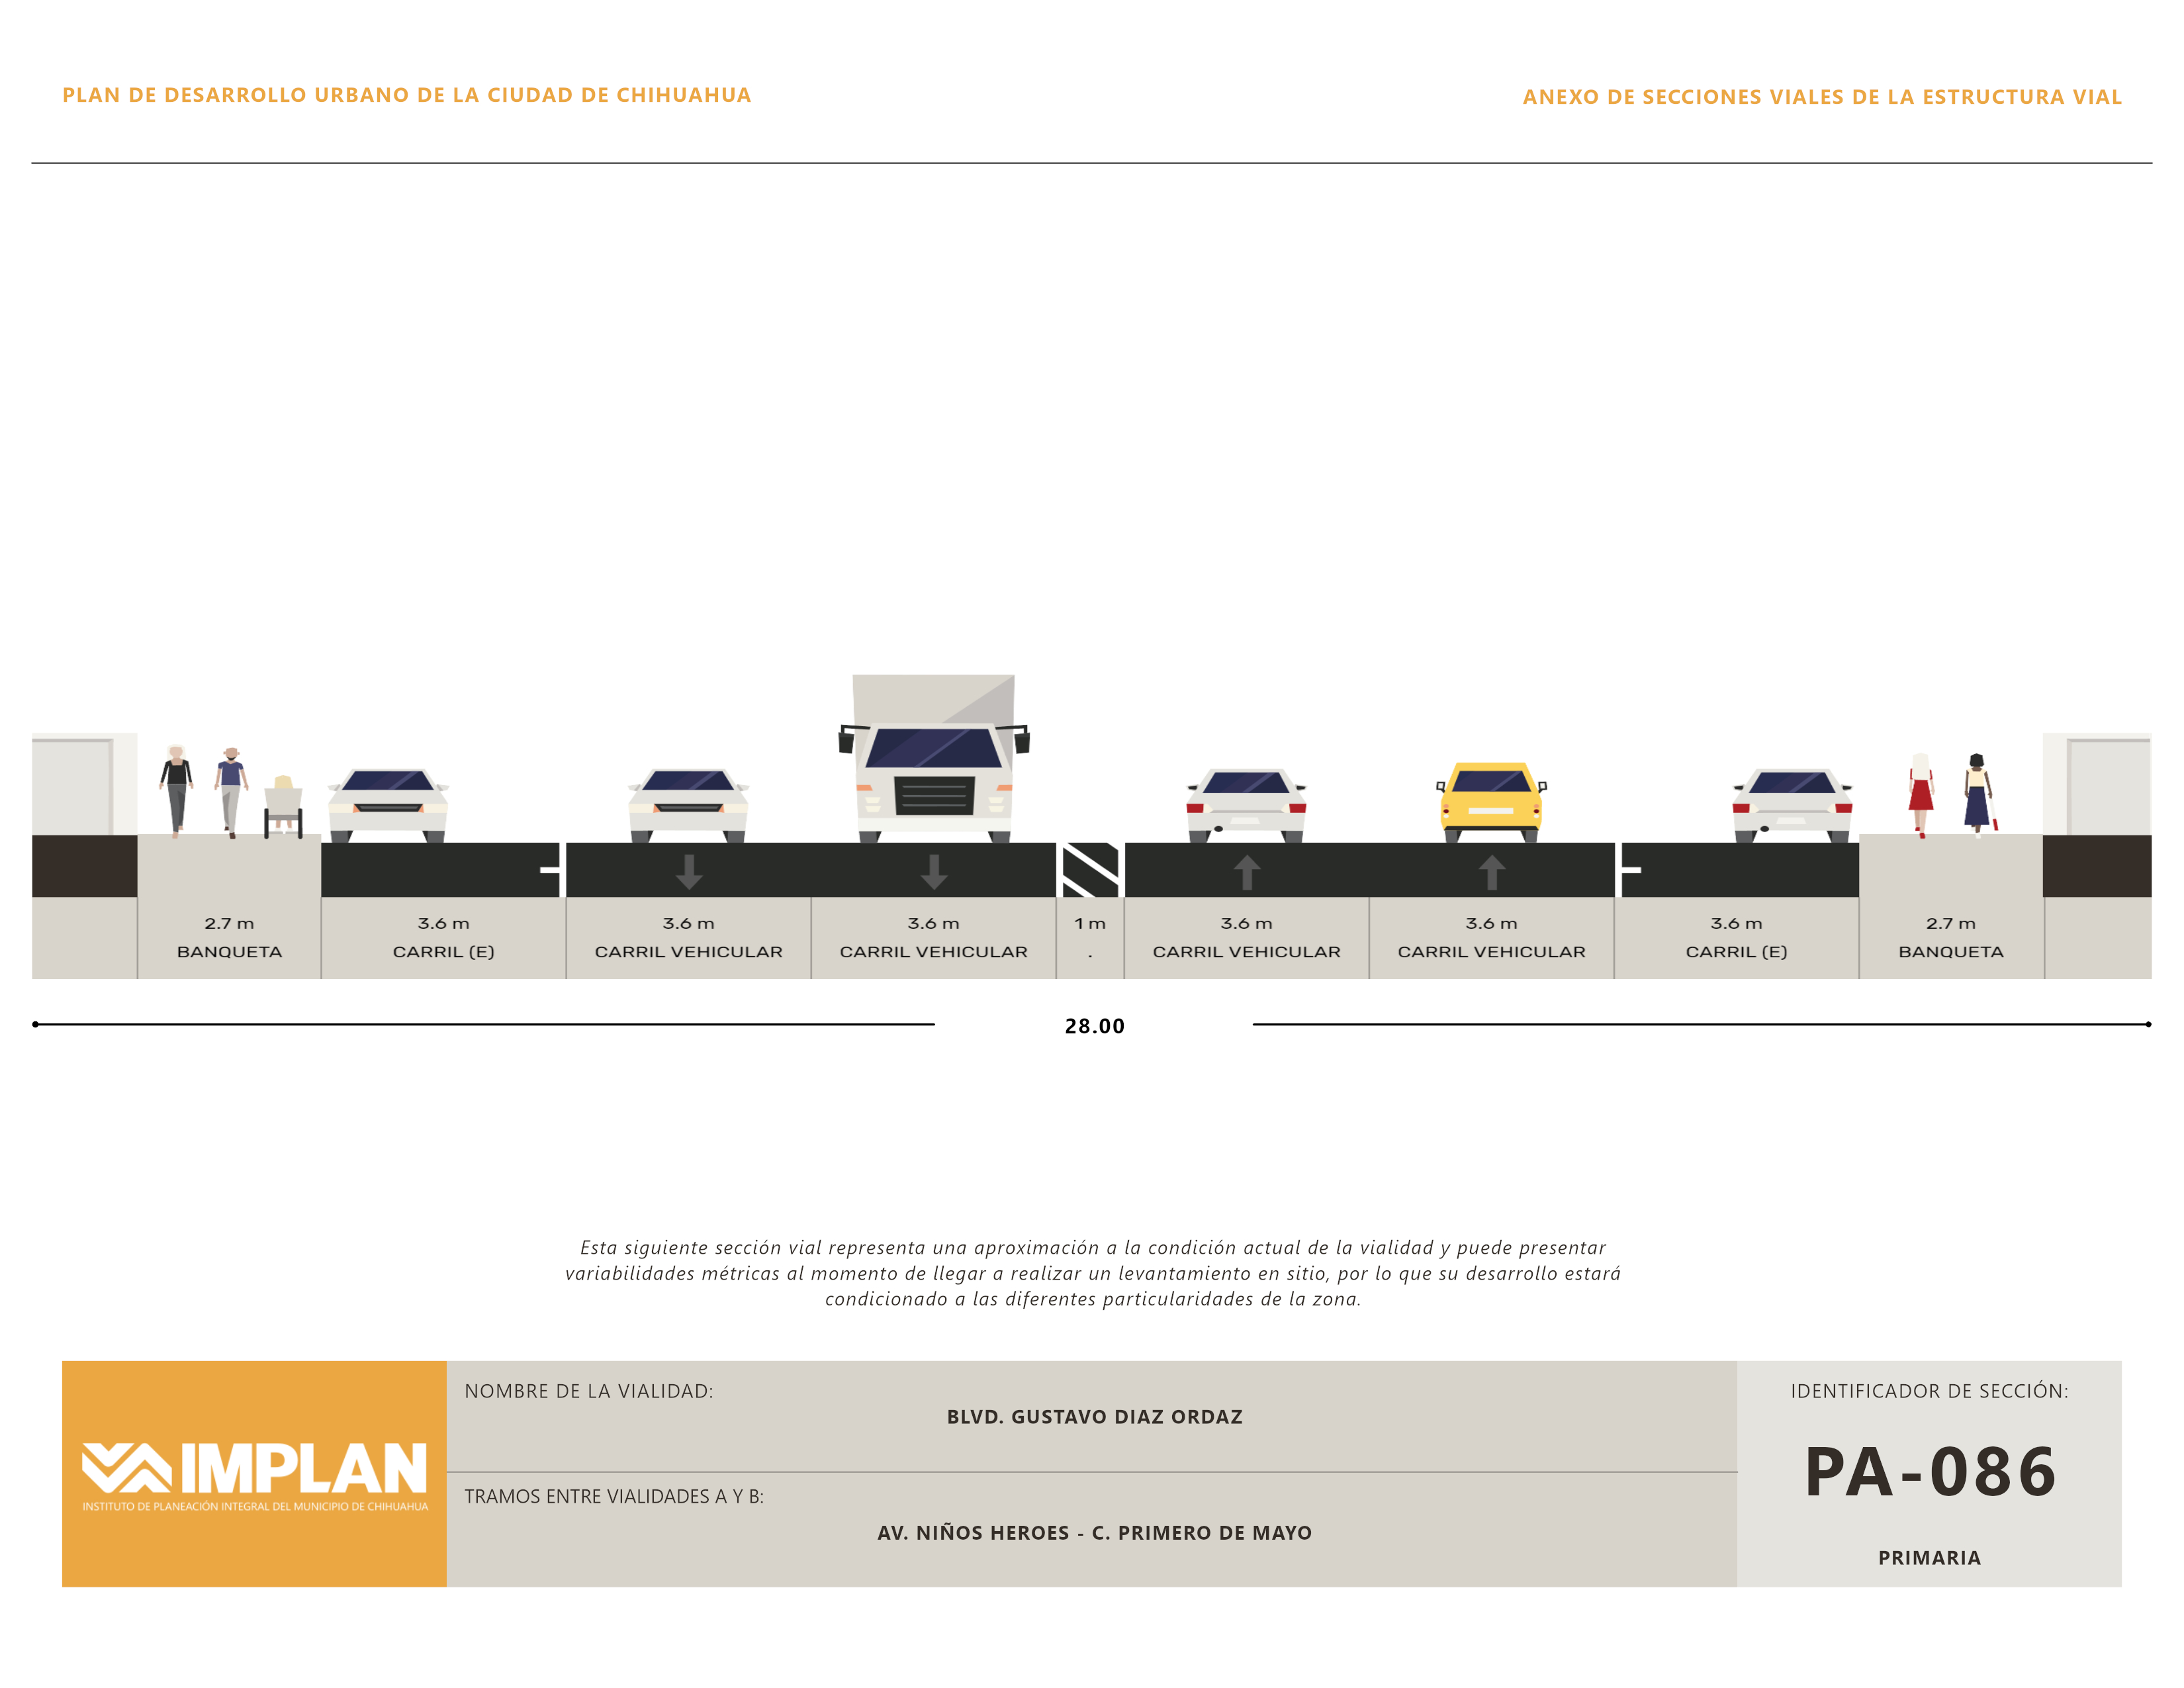 PLAN DE DESARROLLO URBANO DE LA CIUDAD DE CHIHUAHUA
ANEXO DE SECCIONES VIALES DE LA ESTRUCTURA VIAL
2.7 m
BANQUETA
3.6 m
CARRIL (E)
3.6 m
CARRIL VEHICULAR
3.6 m
CARRIL VEHICULAR
1 m
.
3.6 m
CARRIL VEHICULAR
3.6 m
CARRIL VEHICULAR
3.6 m
CARRIL (E)
2.7 m
BANQUETA
28.00
Esta siguiente sección vial representa una aproximación a la condición actual de la vialidad y puede presentar
variabilidades métricas al momento de llegar a realizar un levantamiento en sitio, por lo que su desarrollo estará
condicionado a las diferentes particularidades de la zona.
IMPLAN
INSTITUTO DE PLANEACIÓN INTEGRAL DEL MUNICIPIO DE CHIHUAHUA
NOMBRE DE LA VIALIDAD:
BLVD. GUSTAVO DIAZ ORDAZ
TRAMOS ENTRE VIALIDADES A Y B:
AV. NIÑOS HEROES - C. PRIMERO DE MAYO
IDENTIFICADOR DE SECCIÓN:
PA-086
PRIMARIA